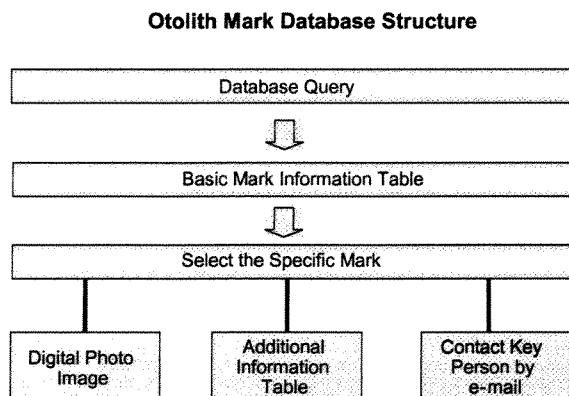 Otolith Mark Database Structure
Database Query
Basic Mark Information Table
Select the Specific Mark
Digital Photo
Image
Additional
Information
Table
Contact Key
Person by
e-mail